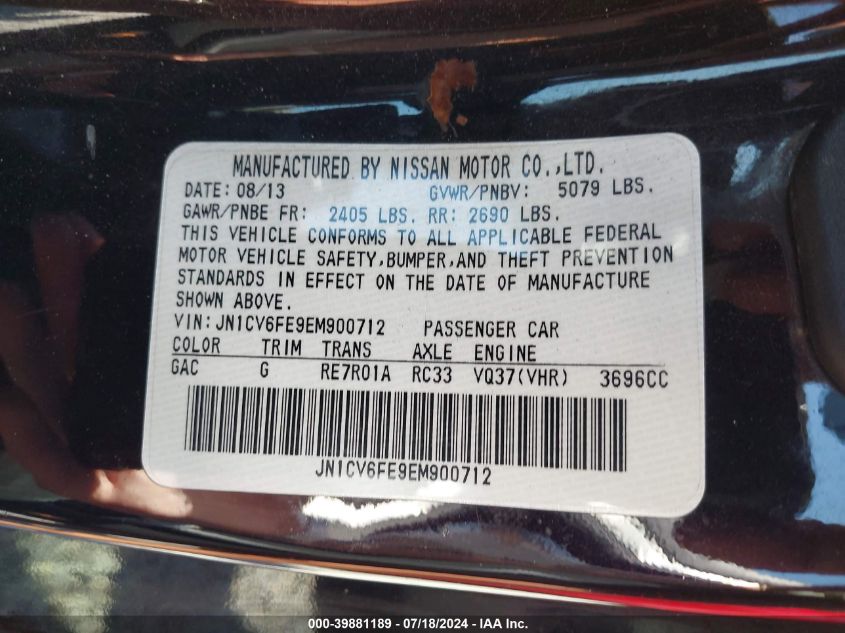 MANUFACTURED BY NISSAN MOTOR CO.,LTD.
DATE: 08/13 GVWR/PNBV: 5079 LBS.
GAWR/PNBE FR: 2405 LBS. RR: 2690 LBS.
THIS VEHICLE CONFORMS TO ALL APPLICABLE FEDERAL
MOTOR VEHICLE SAFETY,BUMPER,AND THEFT PREVENTION
STANDARDS IN EFFECT ON THE DATE OF MANUFACTURE
SHOWN ABOVE.
VIN:JN1CV6FE9EM900712 PASSENGER CAR
COLOR TRIM TRANS AXLE ENGINE
GAC G RE7R01A RC33 VQ37(VHR) 3696CC
JN1CV6FE9EM900712
000-39881189 - 07/18/2024 - IAA Inc.